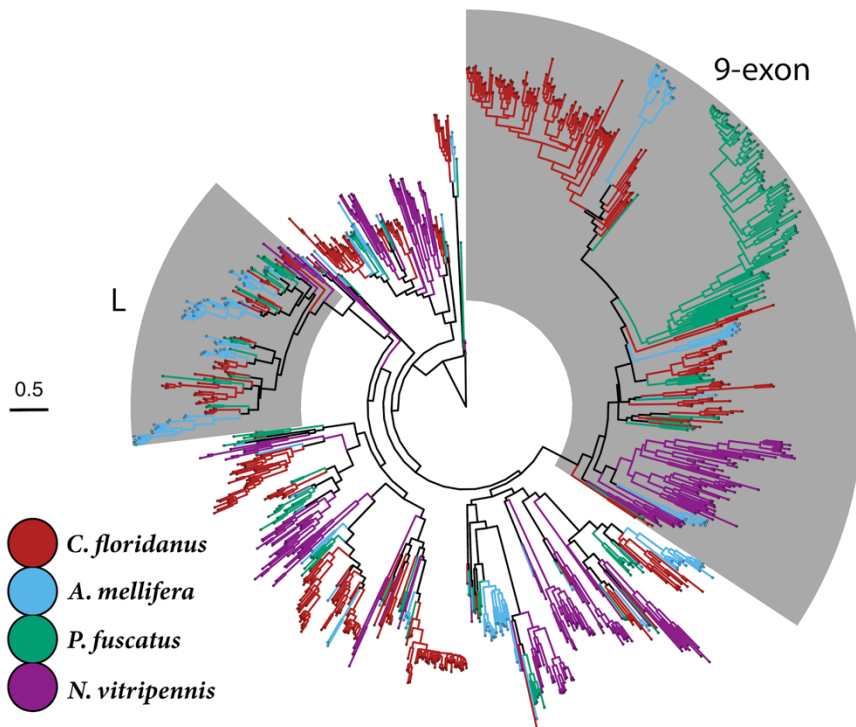 9-exon
L
0.5
C. floridanus
A. mellifera
P. fuscatus
N. vitripennis